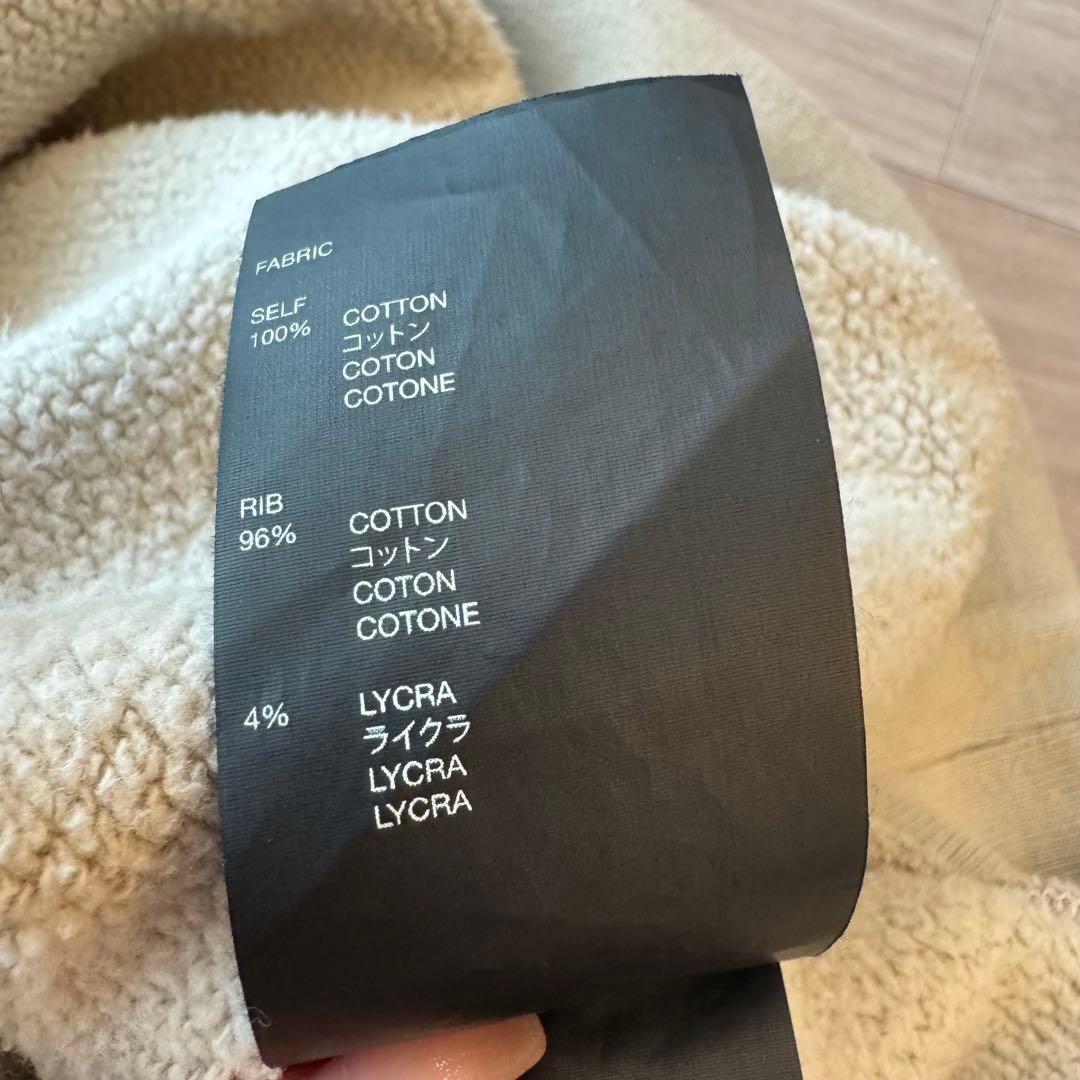 FABRIC
SELF COTTON
100% コットン
COTON
COTONE
RIB COTTON
96% コットン
COTON
COTONE
4% LYCRA
ライクラ
LYCRA
LYCRA